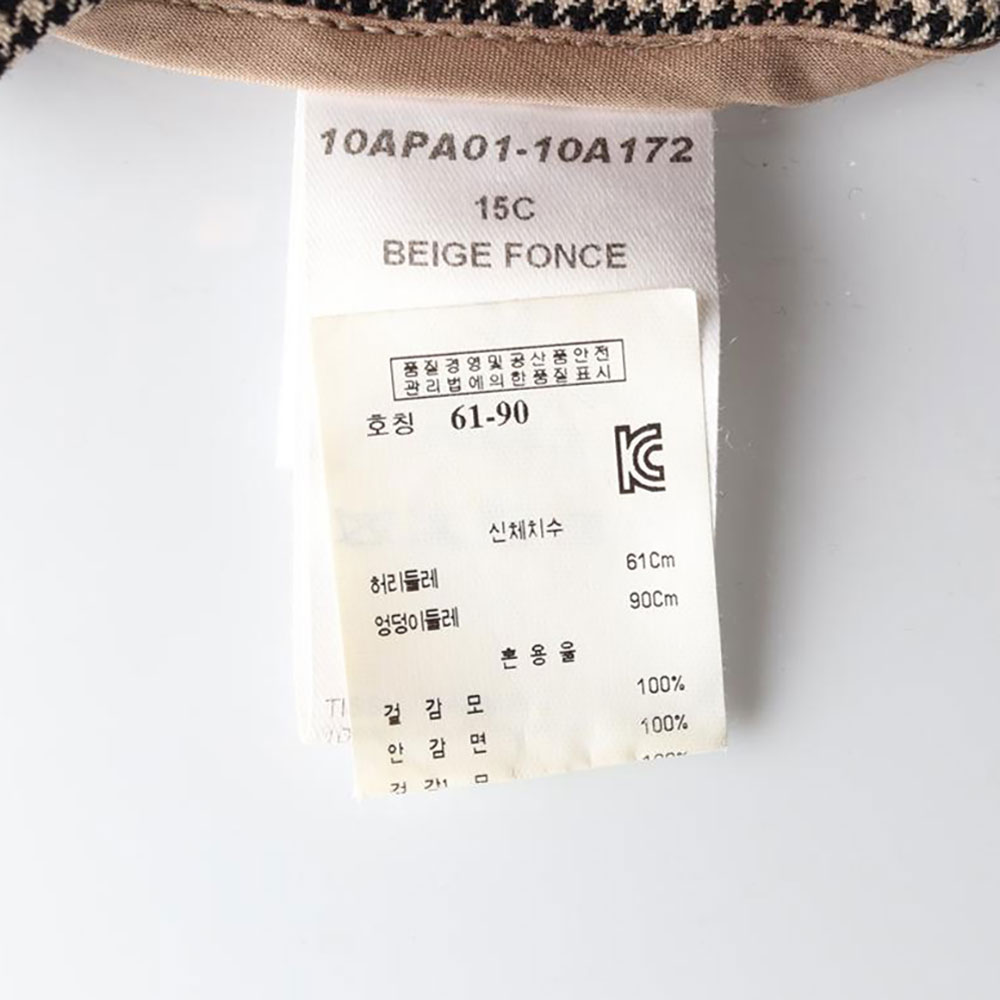 10APA01-10A172
15C
BEIGE FONCE
품질경영및공산품안전
관리법에의한품질표시
호칭 61-90
KC
신체치수
허리둘레 61Cm
엉덩이둘레 90Cm
혼용율
겉감모 100%
안감면 100%